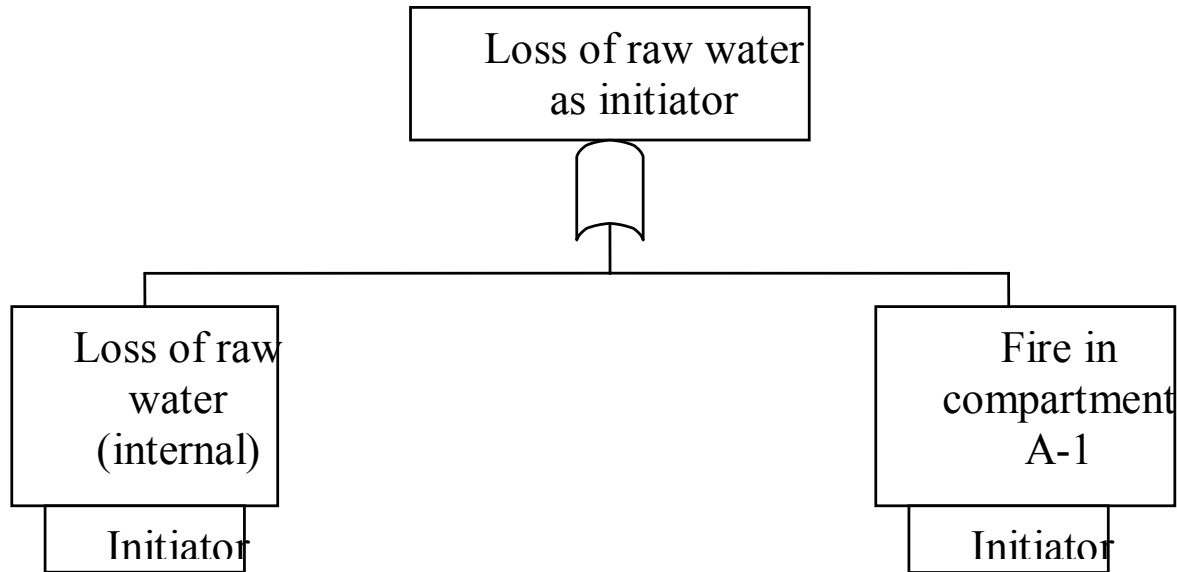 Loss of raw water
as initiator
Loss of raw
water
(internal)
Fire in
compartment
A-1
Initiator
Initiator